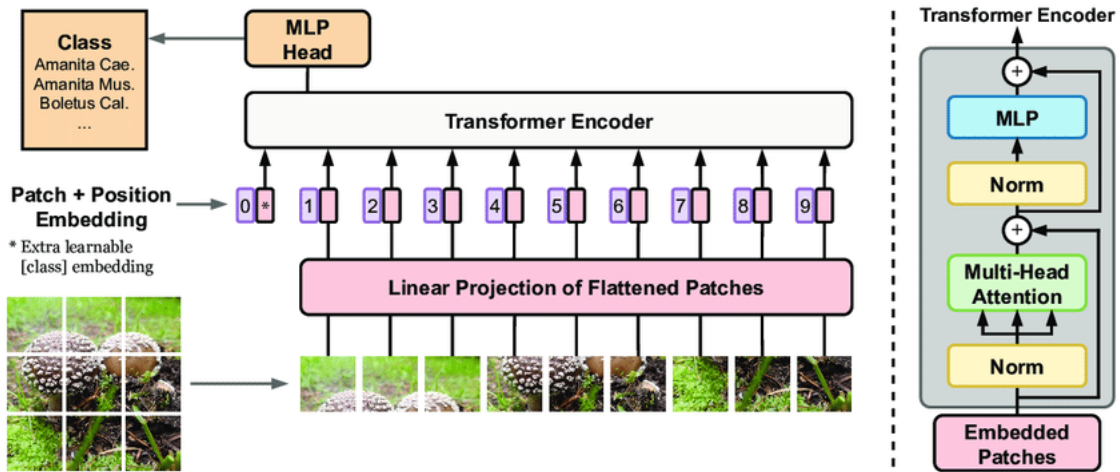 Class
Amanita Cae.
Amanita Mus.
Boletus Cal.
...
MLP
Head
Transformer Encoder
Patch + Position
Embedding
* Extra learnable
[class] embedding
0 * 1 2 3 4 5 6 7 8 9
Linear Projection of Flattened Patches
Transformer Encoder
+
MLP
Norm
+
Multi-Head
Attention
Norm
Embedded
Patches